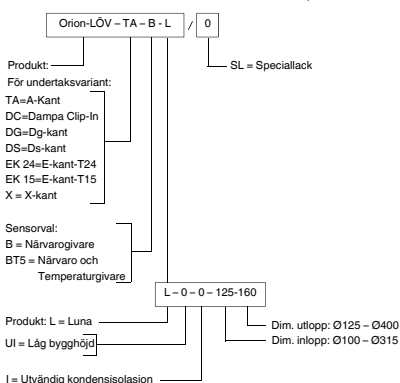 Orion-LÖV – TA – B - L / 0
Produkt:
SL = Speciallack
För undertaksvariant:
TA=A-Kant
DC=Dampa Clip-In
DG=Dg-kant
DS=Ds-kant
EK 24=E-kant-T24
EK 15=E-kant-T15
X = X-kant
Sensorval:
B = Närvarogivare
BT5 = Närvaro och
Temperaturgivare
L – 0 – 0 – 125-160
Produkt: L = Luna
Dim. utlopp: Ø125 – Ø400
UI = Låg bygghöjd
Dim. inlopp: Ø100 – Ø315
I = Utvändig kondensisolasion